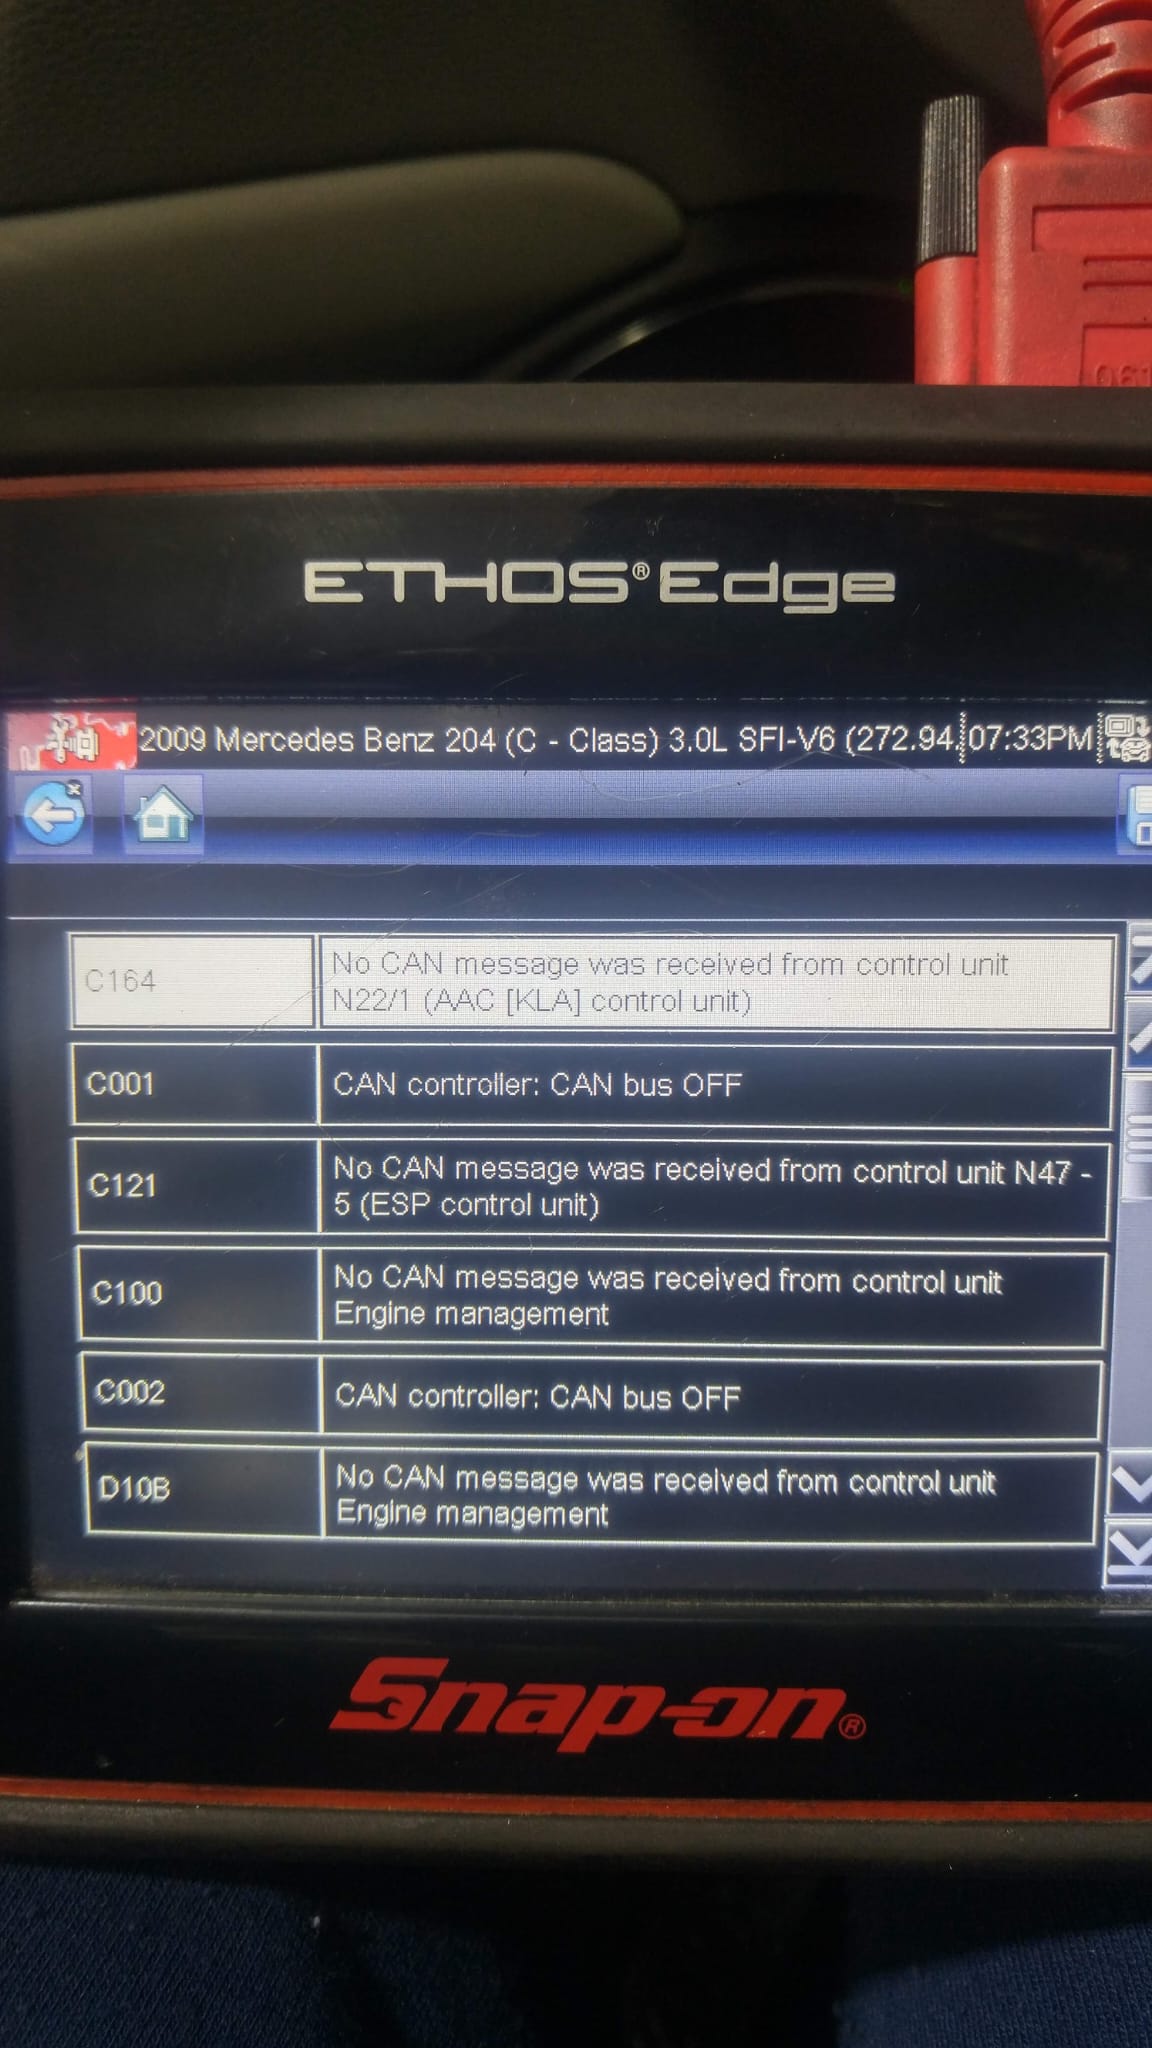 061
ETHOS® Edge
2009 Mercedes Benz 204 (C - Class) 3.0L SFI-V6 (272.94. 07:33PM
C164 No CAN message was received from control unit
N22/1 (AAC [KLA] control unit)
C001 CAN controller: CAN bus OFF
C121 No CAN message was received from control unit N47 -
5 (ESP control unit)
C100 No CAN message was received from control unit
Engine management
C002 CAN controller: CAN bus OFF
D10B No CAN message was received from control unit
Engine management
Snap-on®